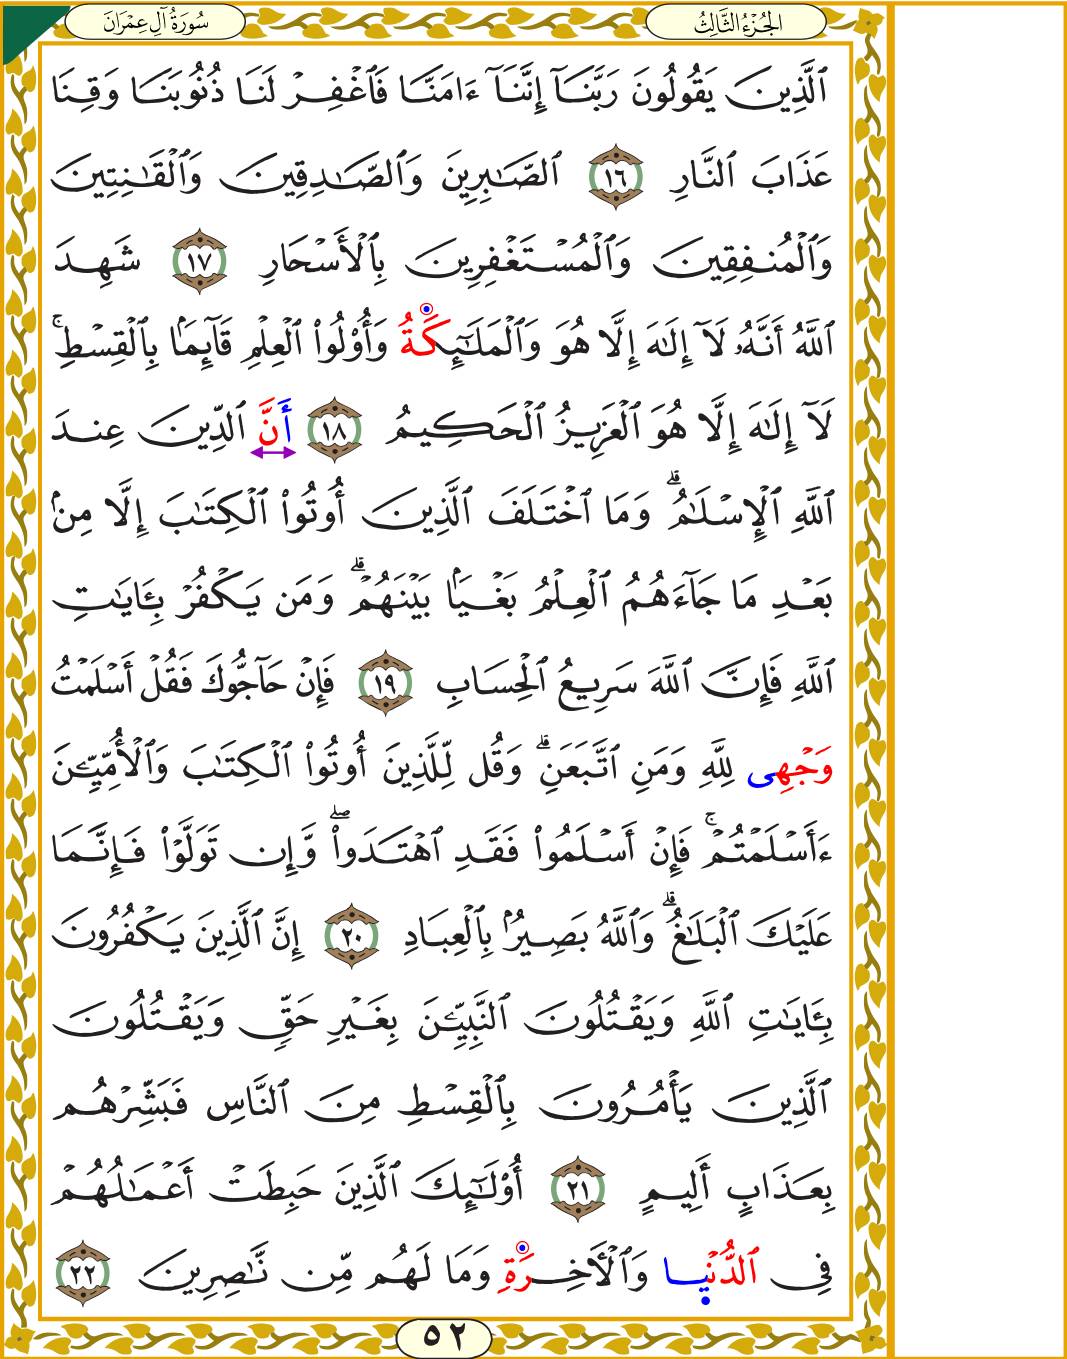 الجُزْءُ الثَّالِثُ
سُورَةُ آلِ عِمْرَانَ
ٱلَّذِينَ يَقُولُونَ رَبَّنَآ إِنَّنَآ ءَامَنَّا فَٱغْفِرْ لَنَا ذُنُوبَنَا وَقِنَا
عَذَابَ ٱلنَّارِ ١٦ ٱلصَّـٰبِرِينَ وَٱلصَّـٰدِقِينَ وَٱلْقَـٰنِتِينَ
وَٱلْمُنفِقِينَ وَٱلْمُسْتَغْفِرِينَ بِٱلْأَسْحَارِ ١٧ شَهِدَ
ٱللَّهُ أَنَّهُۥ لَآ إِلَـٰهَ إِلَّا هُوَ وَٱلْمَلَـٰٓئِكَةُ وَأُو۟لُوا۟ ٱلْعِلْمِ قَآئِمًۢا بِٱلْقِسْطِ ۚ
لَآ إِلَـٰهَ إِلَّا هُوَ ٱلْعَزِيزُ ٱلْحَكِيمُ ١٨ أَنَّ ٱلدِّينَ عِندَ
ٱللَّهِ ٱلْإِسْلَـٰمُ ۗ وَمَا ٱخْتَلَفَ ٱلَّذِينَ أُوتُوا۟ ٱلْكِتَـٰبَ إِلَّا مِنۢ
بَعْدِ مَا جَآءَهُمُ ٱلْعِلْمُ بَغْيًۢا بَيْنَهُمْ ۗ وَمَن يَكْفُرْ بِـَٔايَـٰتِ
ٱللَّهِ فَإِنَّ ٱللَّهَ سَرِيعُ ٱلْحِسَابِ ١٩ فَإِنْ حَآجُّوكَ فَقُلْ أَسْلَمْتُ
وَجْهِى لِلَّهِ وَمَنِ ٱتَّبَعَنِ ۗ وَقُل لِّلَّذِينَ أُوتُوا۟ ٱلْكِتَـٰبَ وَٱلْأُمِّيِّـۧنَ
ءَأَسْلَمْتُمْ ۚ فَإِنْ أَسْلَمُوا۟ فَقَدِ ٱهْتَدَوا۟ ۖ وَّإِن تَوَلَّوْا۟ فَإِنَّمَا
عَلَيْكَ ٱلْبَلَـٰغُ ۗ وَٱللَّهُ بَصِيرٌۢ بِٱلْعِبَادِ ٢٠ إِنَّ ٱلَّذِينَ يَكْفُرُونَ
بِـَٔايَـٰتِ ٱللَّهِ وَيَقْتُلُونَ ٱلنَّبِيِّـۧنَ بِغَيْرِ حَقٍّ وَيَقْتُلُونَ
ٱلَّذِينَ يَأْمُرُونَ بِٱلْقِسْطِ مِنَ ٱلنَّاسِ فَبَشِّرْهُم
بِعَذَابٍ أَلِيمٍ ٢١ أُو۟لَـٰٓئِكَ ٱلَّذِينَ حَبِطَتْ أَعْمَـٰلُهُمْ
فِى ٱلدُّنْيَا وَٱلْـَٔاخِرَةِ وَمَا لَهُم مِّن نَّـٰصِرِينَ ٢٢
٥٢